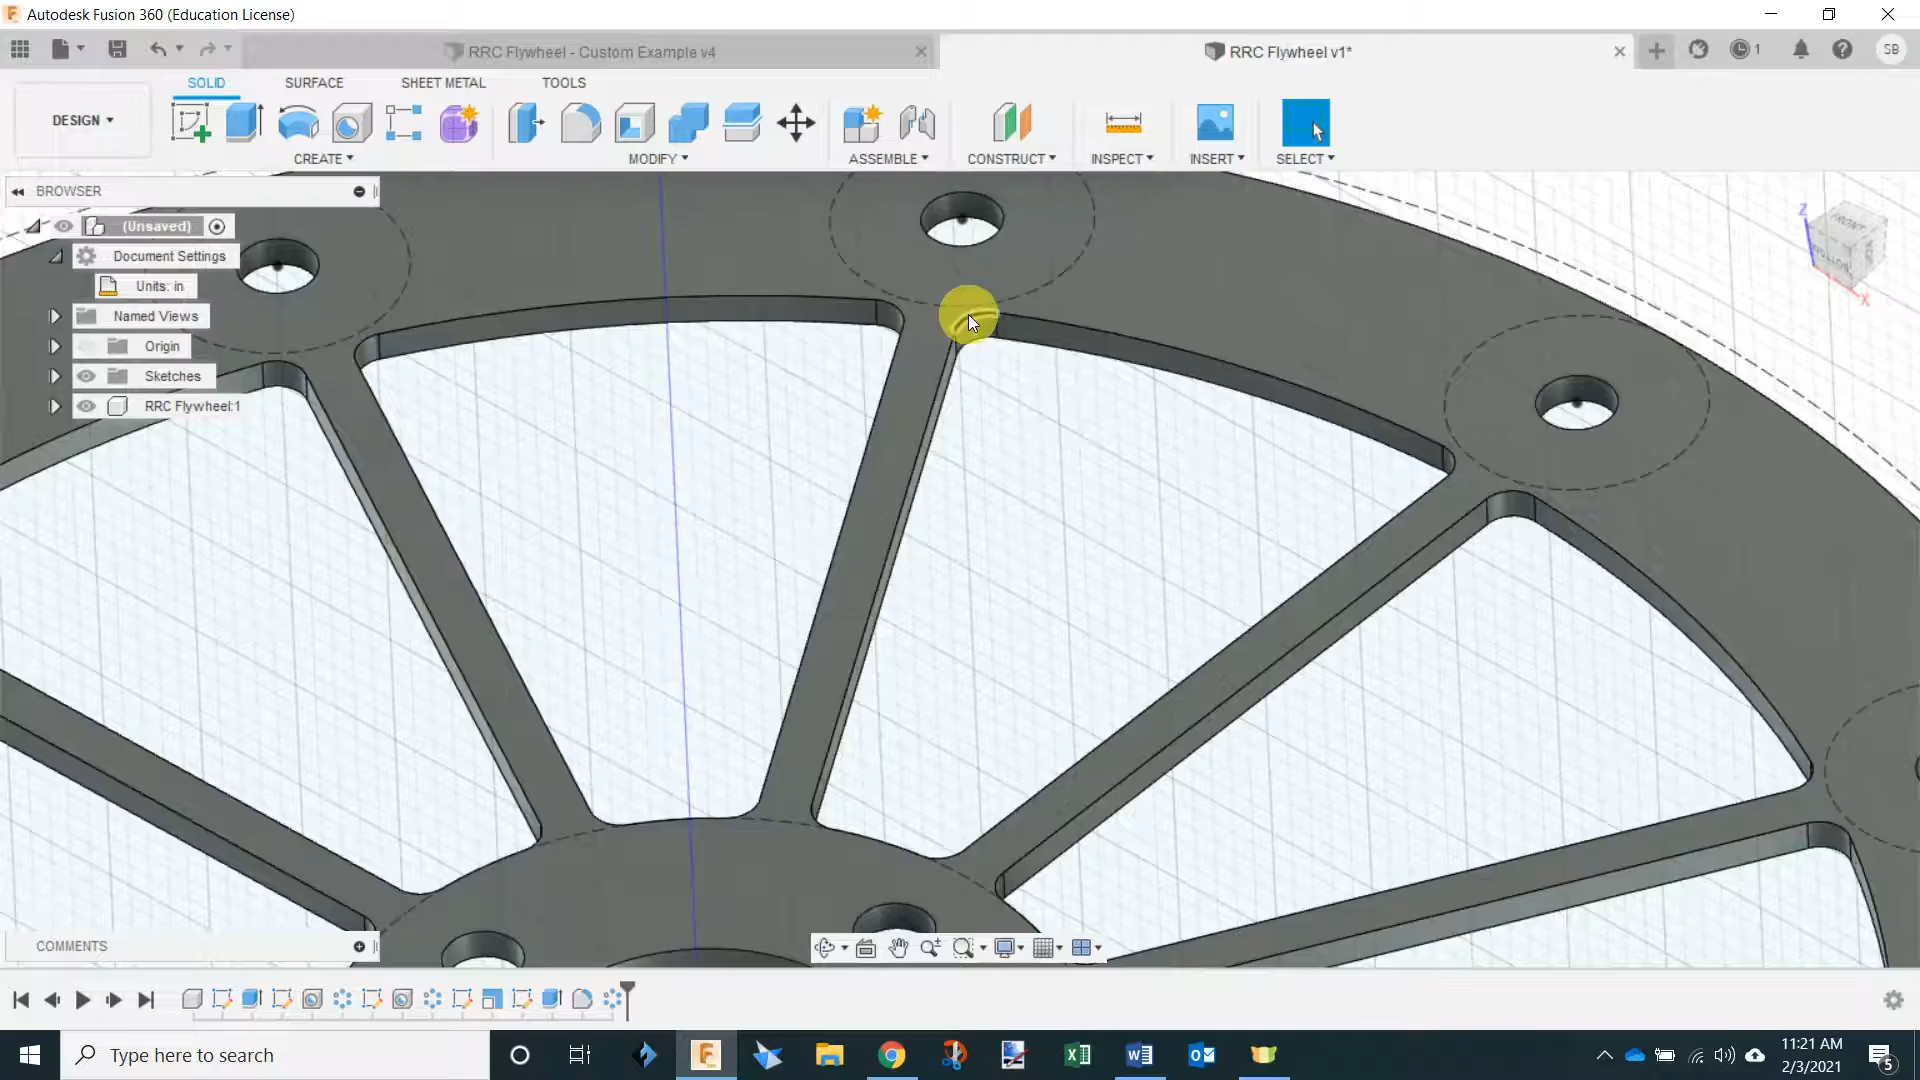 Autodesk Fusion 360 (Education License)
RRC Flywheel - Custom Example v4
RRC Flywheel v1*
1
SB
SOLID
SURFACE
SHEET METAL
TOOLS
DESIGN
CREATE
MODIFY
ASSEMBLE
CONSTRUCT
INSPECT
INSERT
SELECT
BROWSER
(Unsaved)
Document Settings
Units: in
Named Views
Origin
Sketches
RRC Flywheel:1
Z
FRONT
X
COMMENTS
Type here to search
11:21 AM
2/3/2021
5